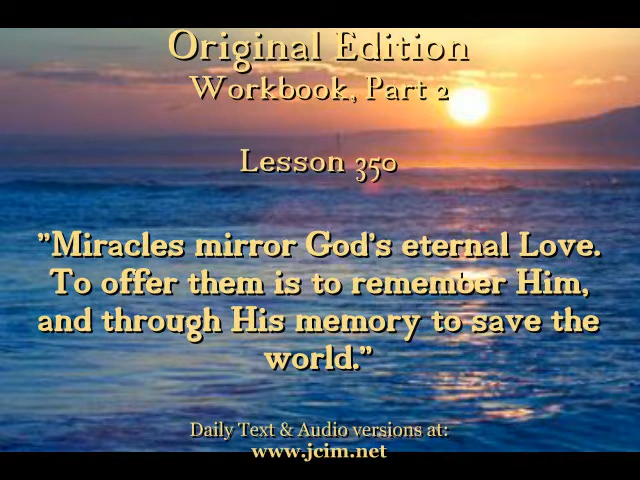 Original Edition
Workbook, Part 2
Lesson 350
"Miracles mirror God's eternal Love.
To offer them is to remember Him,
and through His memory to save the
world."
Daily Text & Audio versions at:
www.jcim.net